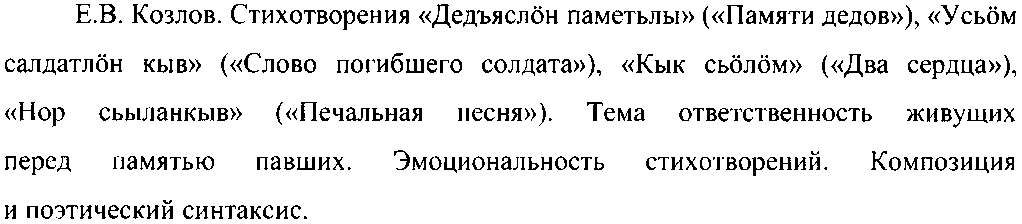 Е.В. Козлов. Стихотворения «Дедъяслӧн паметьлы» («Памяти дедов»), «Усьӧм
салдатлӧн кыв» («Слово погибшего солдата»), «Кык сьӧлӧм» («Два сердца»),
«Нор сьыланкыв» («Печальная песня»). Тема ответственность живущих
перед памятью павших. Эмоциональность стихотворений. Композиция
и поэтический синтаксис.